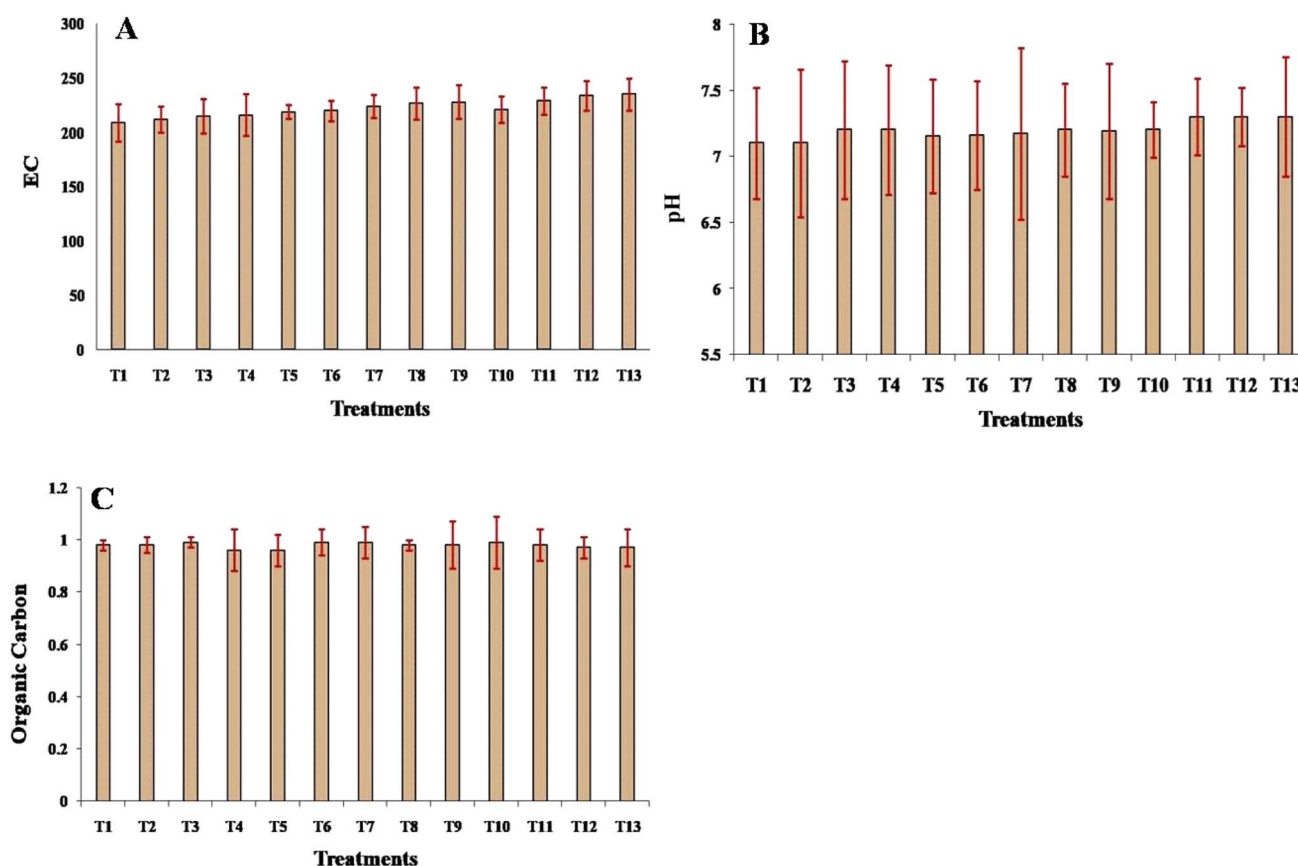 A
EC
300
250
200
150
100
50
0
T1 T2 T3 T4 T5 T6 T7 T8 T9 T10 T11 T12 T13
Treatments
B
pH
8
7.5
7
6.5
6
5.5
T1 T2 T3 T4 T5 T6 T7 T8 T9 T10 T11 T12 T13
Treatments
C
Organic Carbon
1.2
1
0.8
0.6
0.4
0.2
0
T1 T2 T3 T4 T5 T6 T7 T8 T9 T10 T11 T12 T13
Treatments